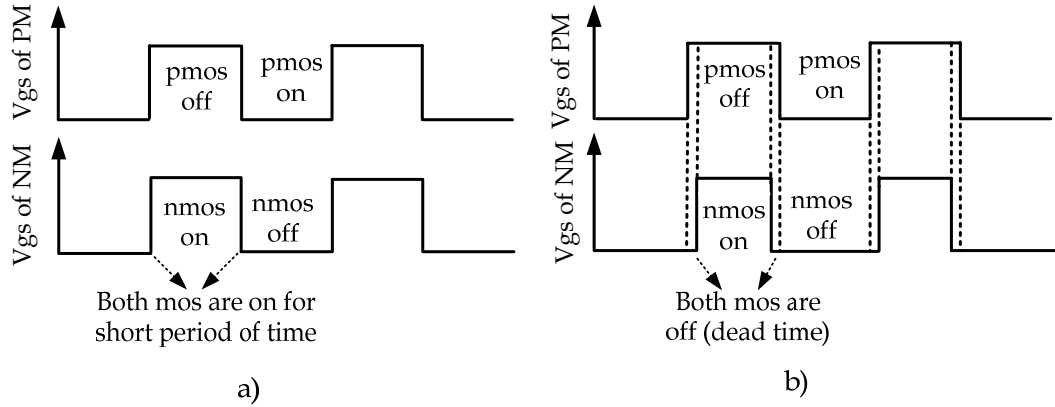 Vgs of PM
pmos
off
pmos
on
Vgs of NM
nmos
on
nmos
off
Both mos are on for
short period of time
a)
Vgs of PM
pmos
off
pmos
on
Vgs of NM
nmos
on
nmos
off
Both mos are
off (dead time)
b)